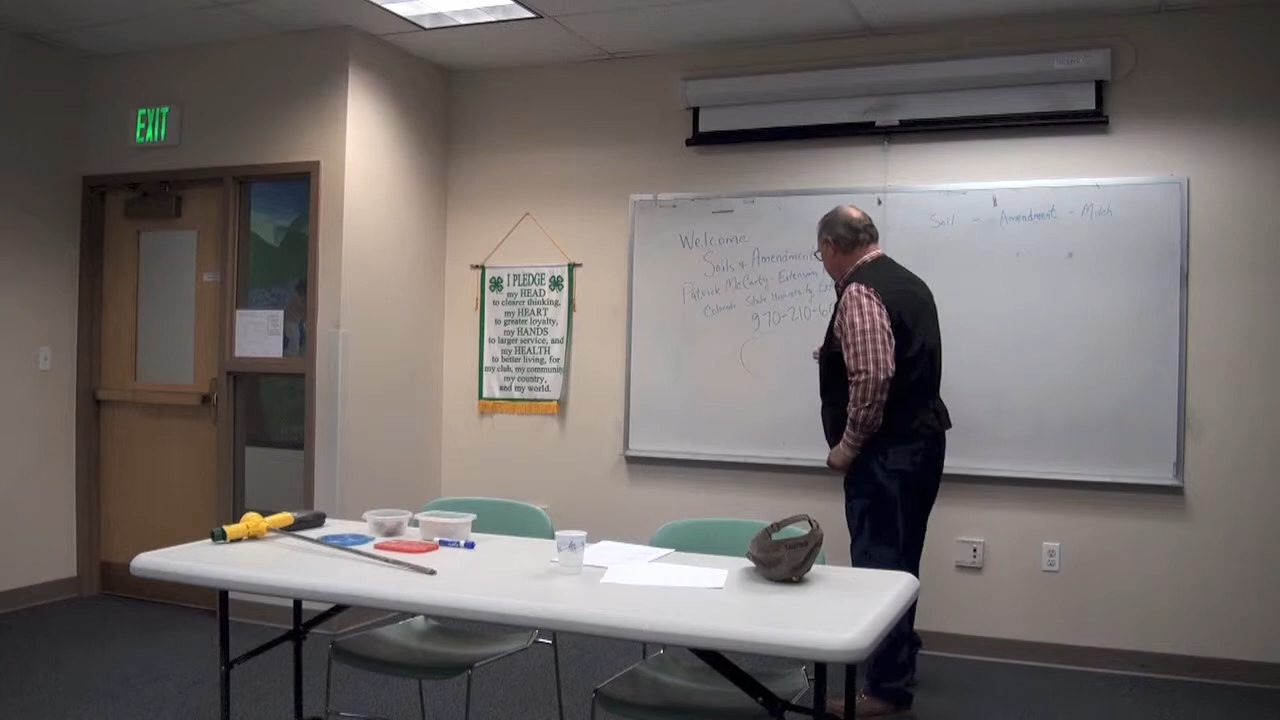 EXIT
I PLEDGE
my HEAD
to clearer thinking,
my HEART
to greater loyalty,
my HANDS
to larger service, and
my HEALTH
to better living, for
my club, my community,
my country,
and my world.
Welcome
Soils & Amendment
Patrick McCarty - Extension
Colorado State University
970-210-6
Soil - Amendment - Mulch